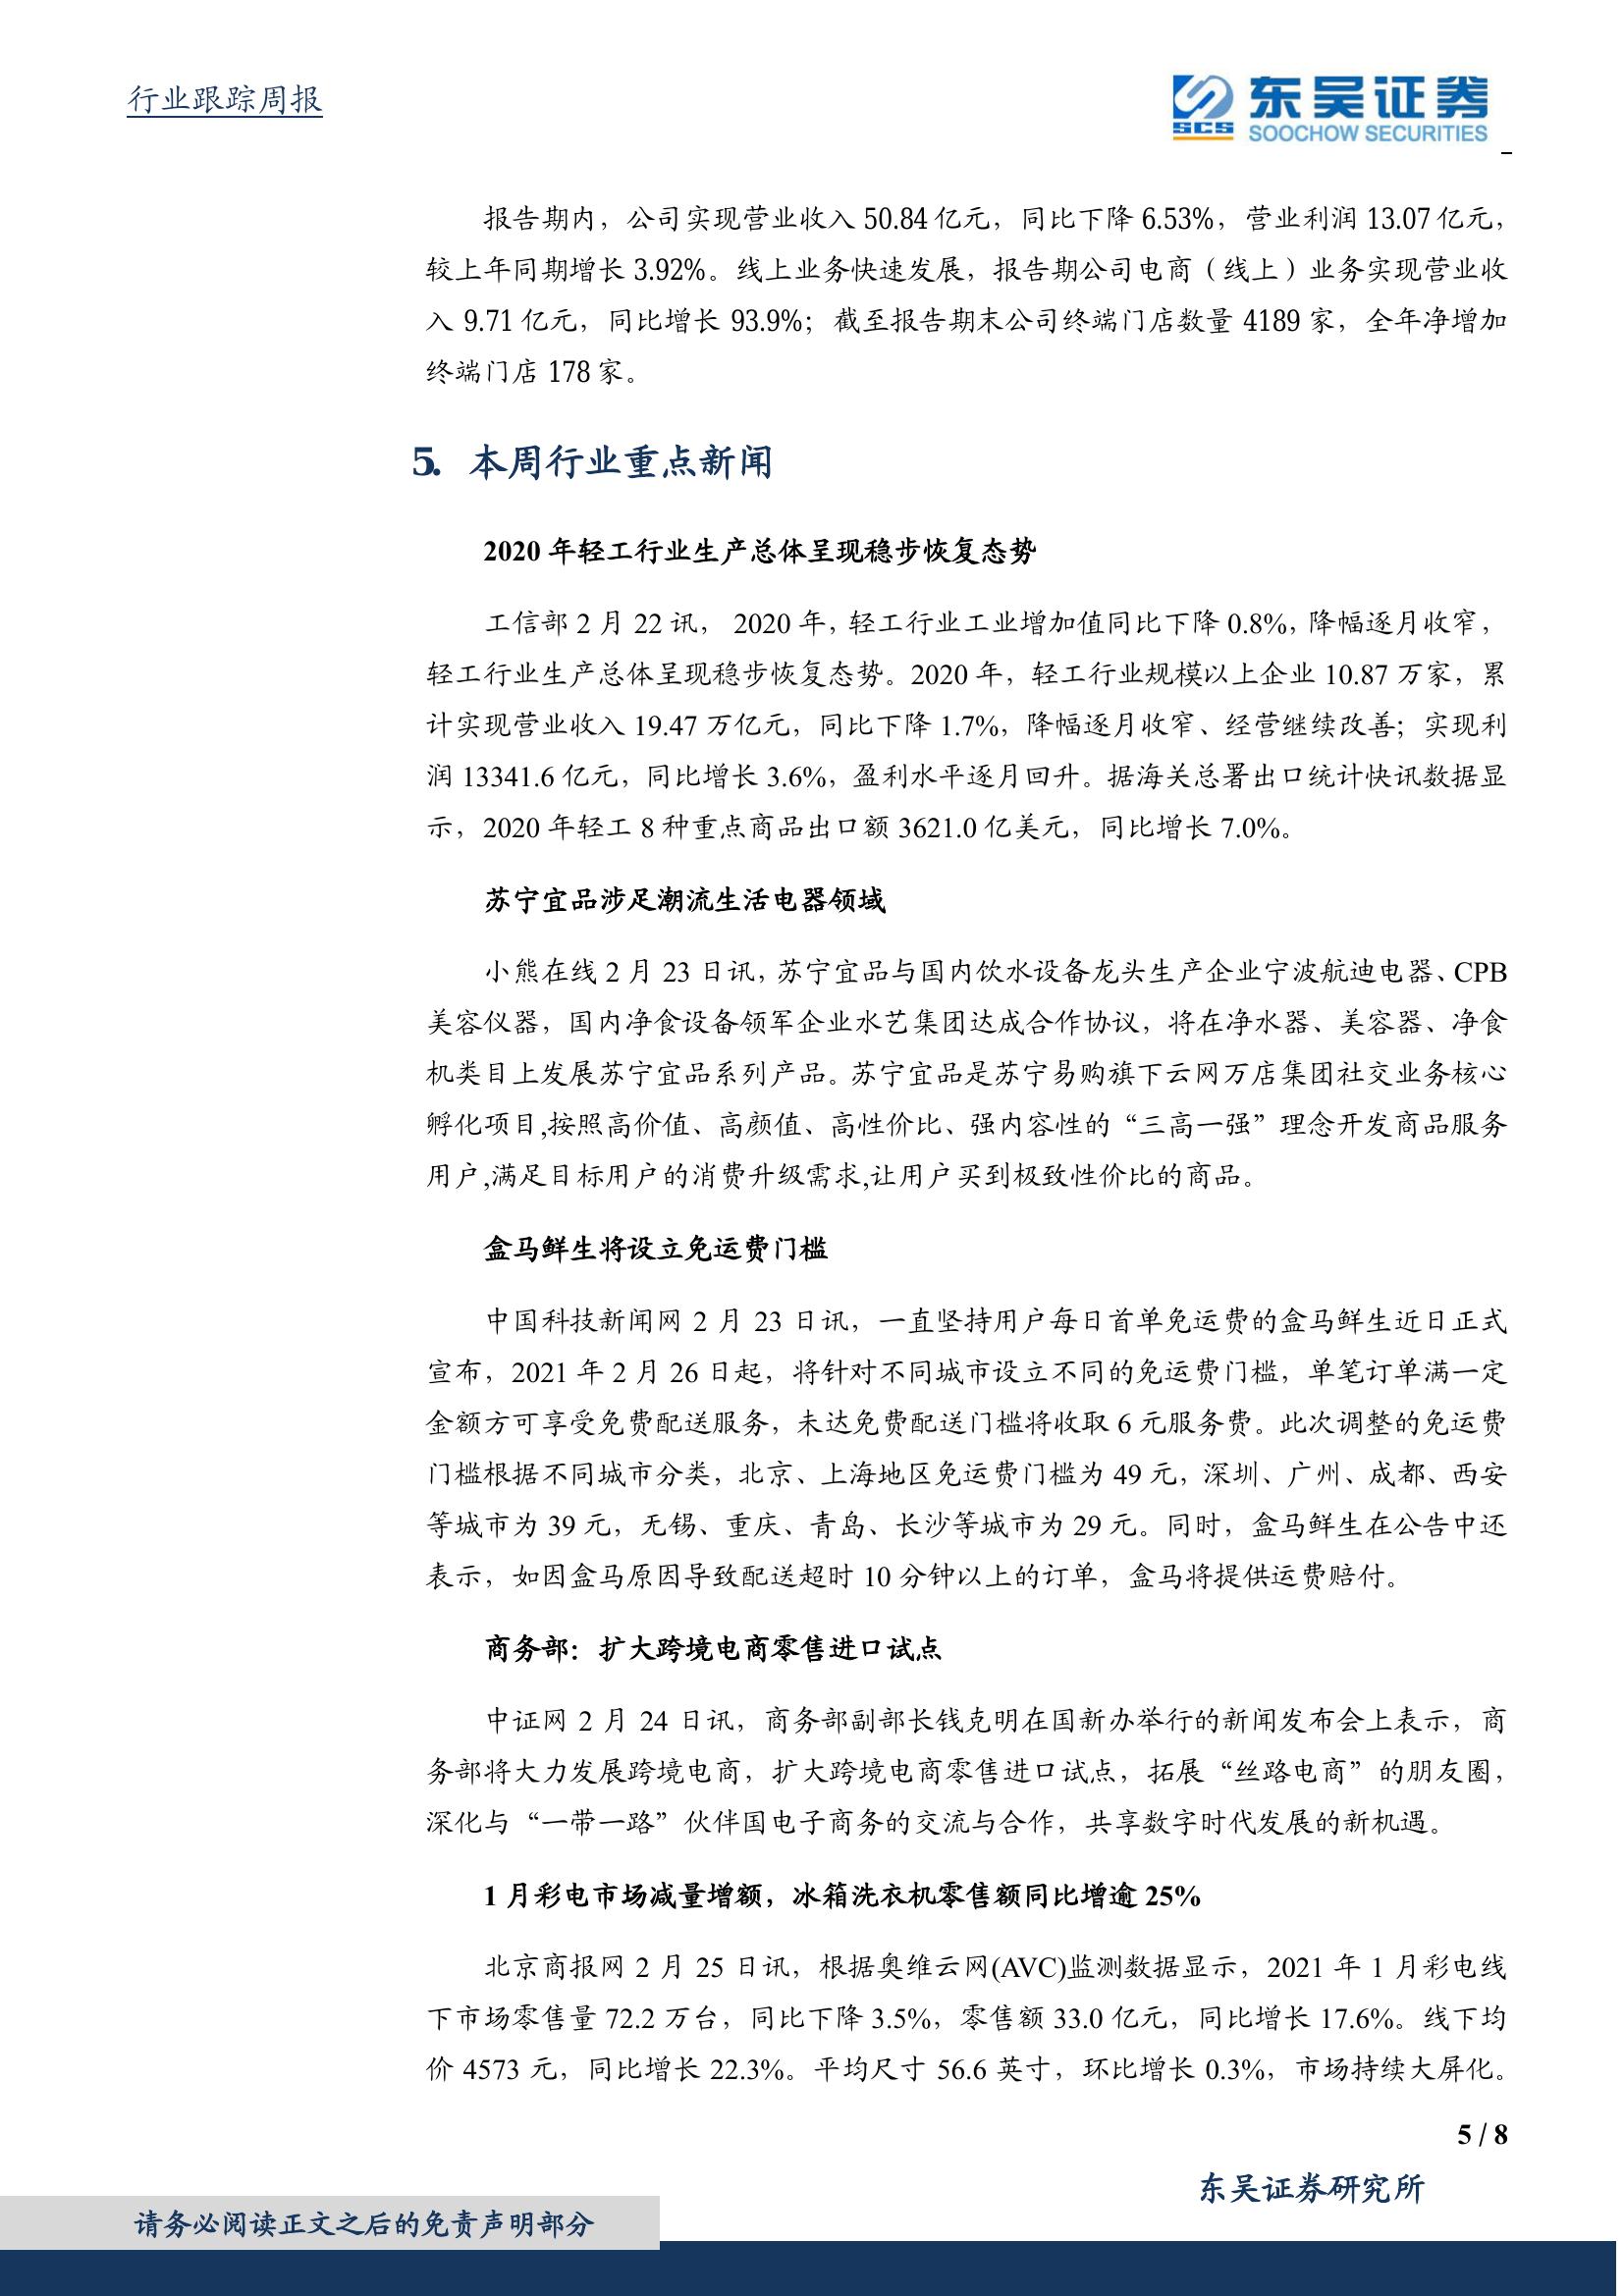 行业跟踪周报
东吴证券
SCS
SOOCHOW SECURITIES
报告期内，公司实现营业收入 50.84 亿元，同比下降 6.53%，营业利润 13.07 亿元，
较上年同期增长 3.92%。线上业务快速发展，报告期公司电商（线上）业务实现营业收
入 9.71 亿元，同比增长 93.9%；截至报告期末公司终端门店数量 4189 家，全年净增加
终端门店 178 家。
5. 本周行业重点新闻
2020 年轻工行业生产总体呈现稳步恢复态势
工信部 2 月 22 讯， 2020 年，轻工行业工业增加值同比下降 0.8%，降幅逐月收窄，
轻工行业生产总体呈现稳步恢复态势。2020 年，轻工行业规模以上企业 10.87 万家，累
计实现营业收入 19.47 万亿元，同比下降 1.7%，降幅逐月收窄、经营继续改善；实现利
润 13341.6 亿元，同比增长 3.6%，盈利水平逐月回升。据海关总署出口统计快讯数据显
示，2020 年轻工 8 种重点商品出口额 3621.0 亿美元，同比增长 7.0%。
苏宁宜品涉足潮流生活电器领域
小熊在线 2 月 23 日讯，苏宁宜品与国内饮水设备龙头生产企业宁波航迪电器、CPB
美容仪器，国内净食设备领军企业水艺集团达成合作协议，将在净水器、美容器、净食
机类目上发展苏宁宜品系列产品。苏宁宜品是苏宁易购旗下云网万店集团社交业务核心
孵化项目,按照高价值、高颜值、高性价比、强内容性的“三高一强”理念开发商品服务
用户,满足目标用户的消费升级需求,让用户买到极致性价比的商品。
盒马鲜生将设立免运费门槛
中国科技新闻网 2 月 23 日讯，一直坚持用户每日首单免运费的盒马鲜生近日正式
宣布，2021 年 2 月 26 日起，将针对不同城市设立不同的免运费门槛，单笔订单满一定
金额方可享受免费配送服务，未达免费配送门槛将收取 6 元服务费。此次调整的免运费
门槛根据不同城市分类，北京、上海地区免运费门槛为 49 元，深圳、广州、成都、西安
等城市为 39 元，无锡、重庆、青岛、长沙等城市为 29 元。同时，盒马鲜生在公告中还
表示，如因盒马原因导致配送超时 10 分钟以上的订单，盒马将提供运费赔付。
商务部：扩大跨境电商零售进口试点
中证网 2 月 24 日讯，商务部副部长钱克明在国新办举行的新闻发布会上表示，商
务部将大力发展跨境电商，扩大跨境电商零售进口试点，拓展“丝路电商”的朋友圈，
深化与“一带一路”伙伴国电子商务的交流与合作，共享数字时代发展的新机遇。
1 月彩电市场减量增额，冰箱洗衣机零售额同比增逾 25%
北京商报网 2 月 25 日讯，根据奥维云网(AVC)监测数据显示，2021 年 1 月彩电线
下市场零售量 72.2 万台，同比下降 3.5%，零售额 33.0 亿元，同比增长 17.6%。线下均
价 4573 元，同比增长 22.3%。平均尺寸 56.6 英寸，环比增长 0.3%，市场持续大屏化。
5 / 8
东吴证券研究所
请务必阅读正文之后的免责声明部分